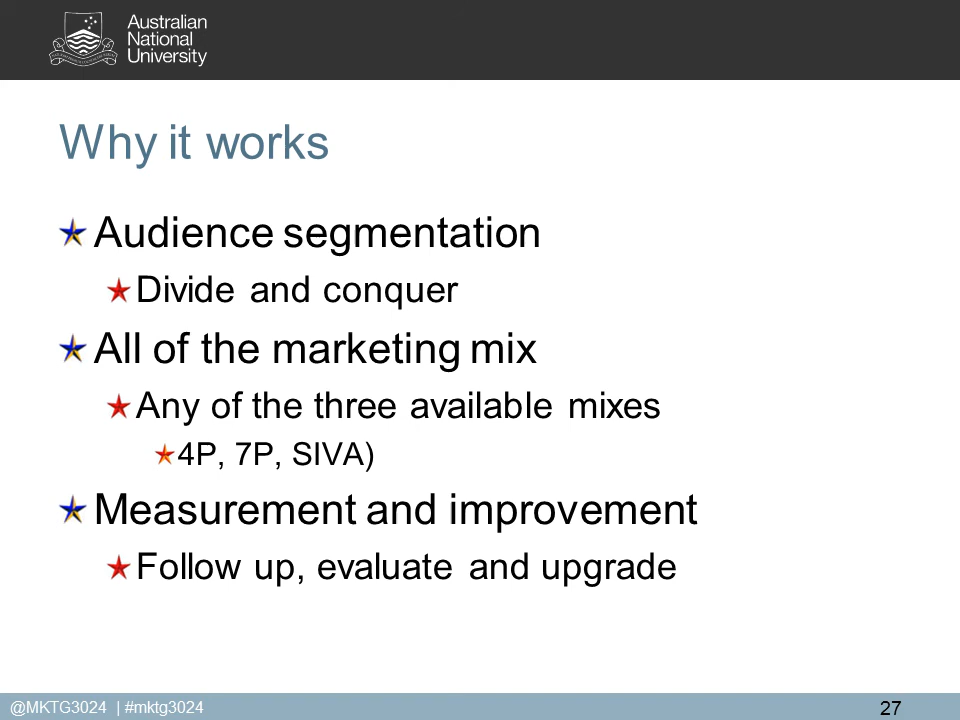 Australian
National
University
Why it works
Audience segmentation
Divide and conquer
All of the marketing mix
Any of the three available mixes
4P, 7P, SIVA)
Measurement and improvement
Follow up, evaluate and upgrade
@MKTG3024 | #mktg3024
27